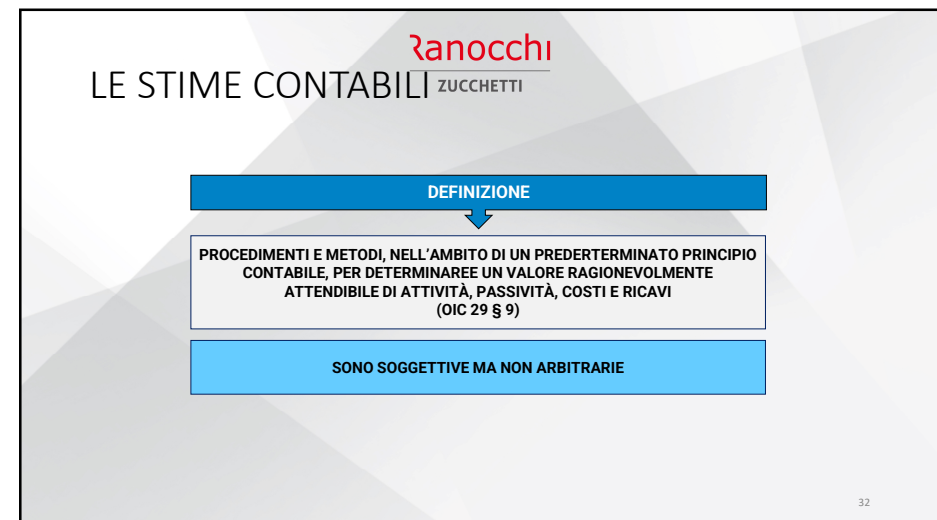 Ranocchi
LE STIME CONTABILI ZUCCHETTI
DEFINIZIONE
PROCEDIMENTI E METODI, NELL'AMBITO DI UN PREDERTERMINATO PRINCIPIO
CONTABILE, PER DETERMINAREE UN VALORE RAGIONEVOLMENTE
ATTENDIBILE DI ATTIVITÀ, PASSIVITÀ, COSTI E RICAVI
(OIC 29 § 9)
SONO SOGGETTIVE MA NON ARBITRARIE
32